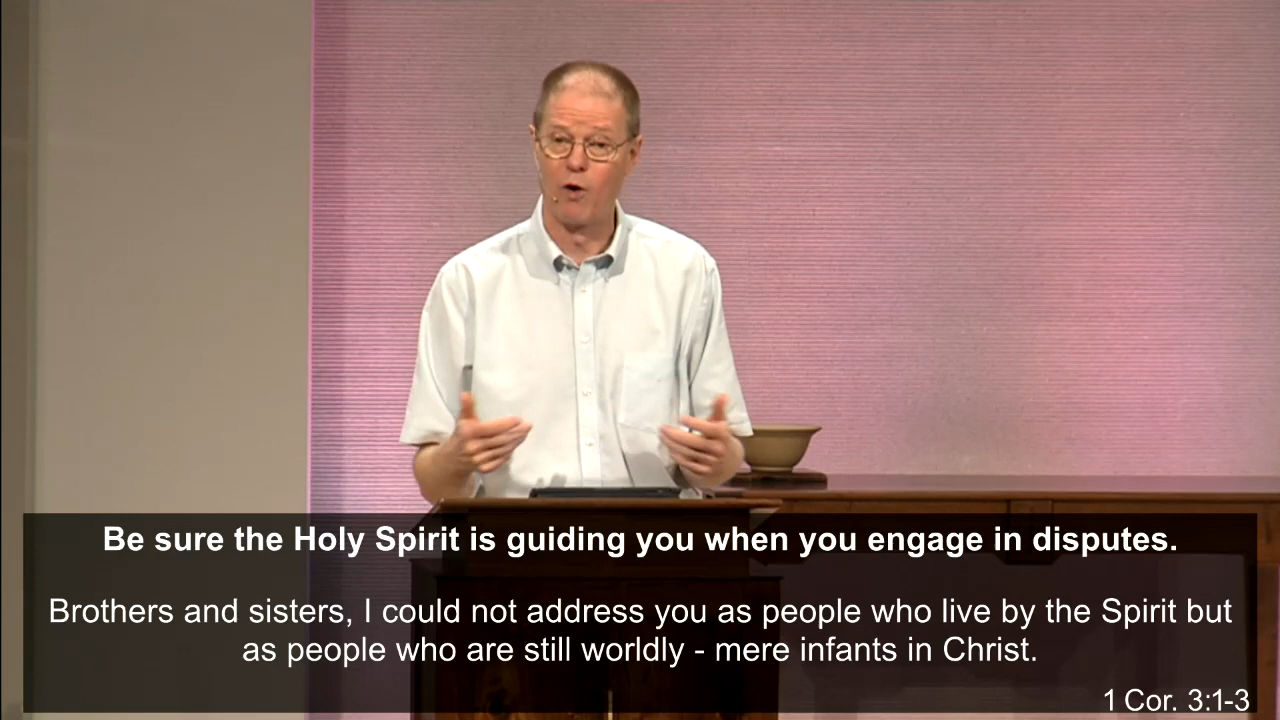 Be sure the Holy Spirit is guiding you when you engage in disputes.
Brothers and sisters, I could not address you as people who live by the Spirit but
as people who are still worldly - mere infants in Christ.
1 Cor. 3:1-3